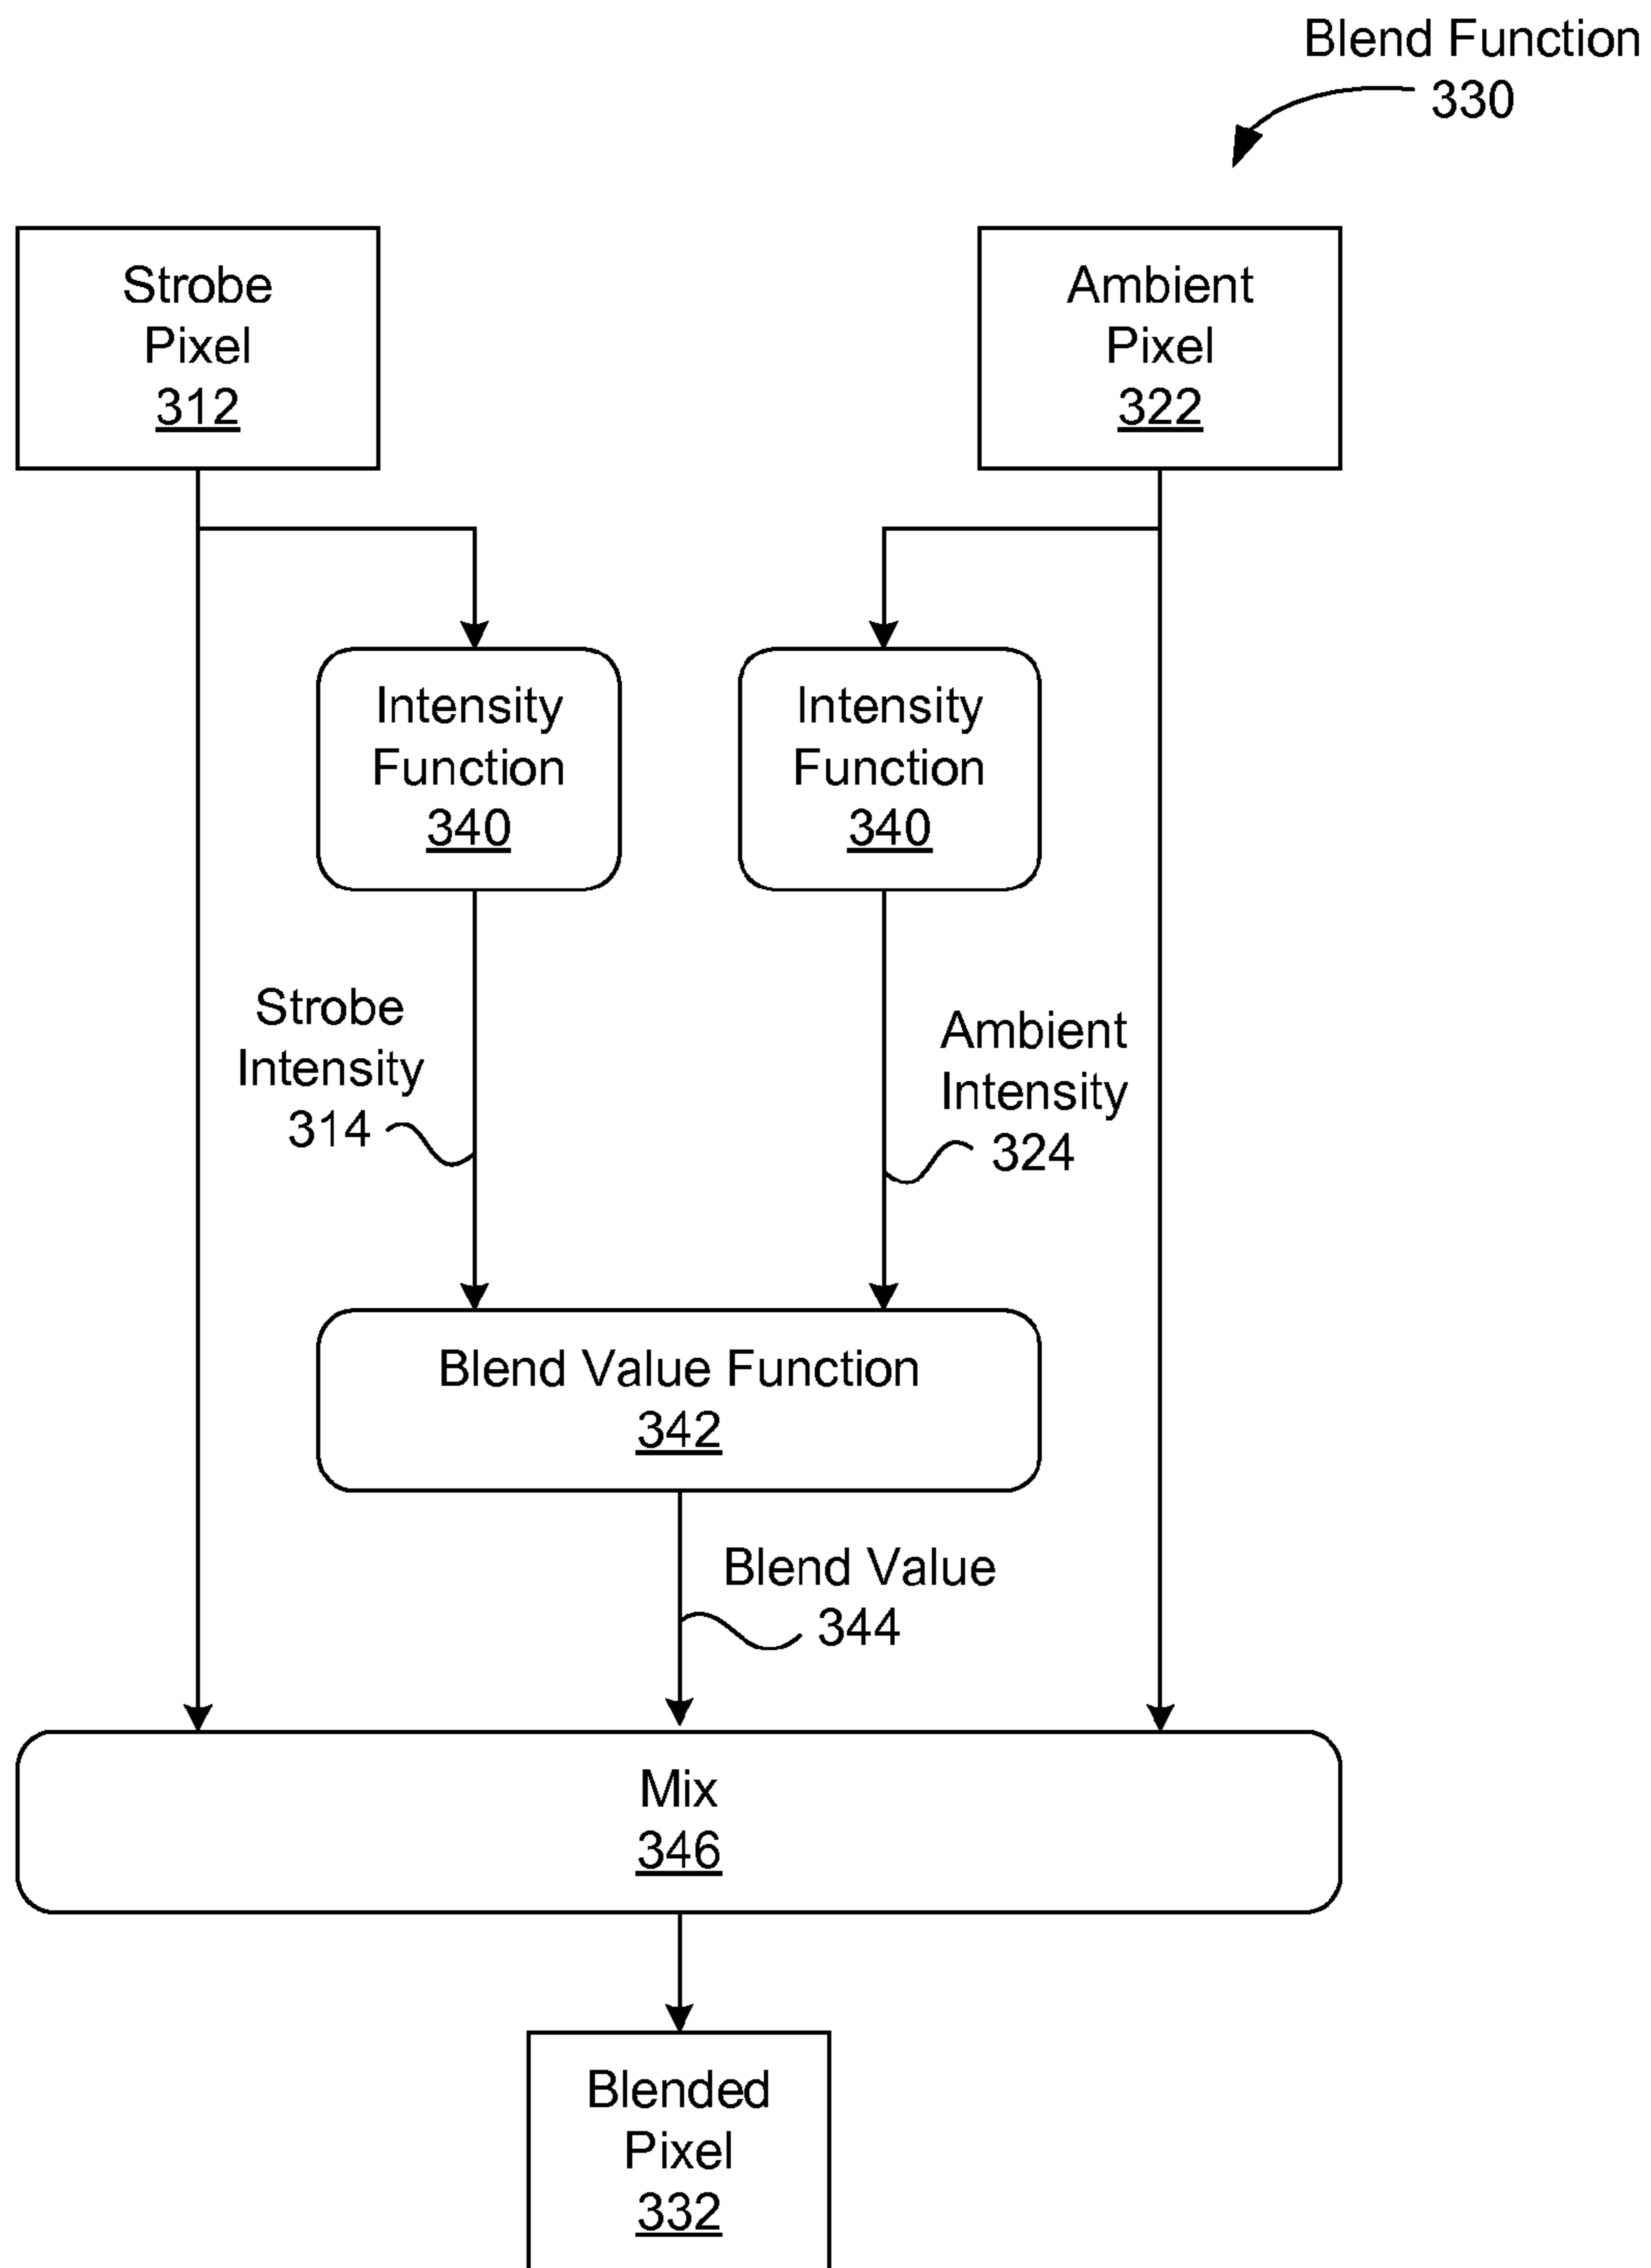 Blend Function
330
Strobe
Pixel
312
Ambient
Pixel
322
Intensity
Function
340
Intensity
Function
340
Strobe
Intensity
314
Ambient
Intensity
324
Blend Value Function
342
Blend Value
344
Mix
346
Blended
Pixel
332